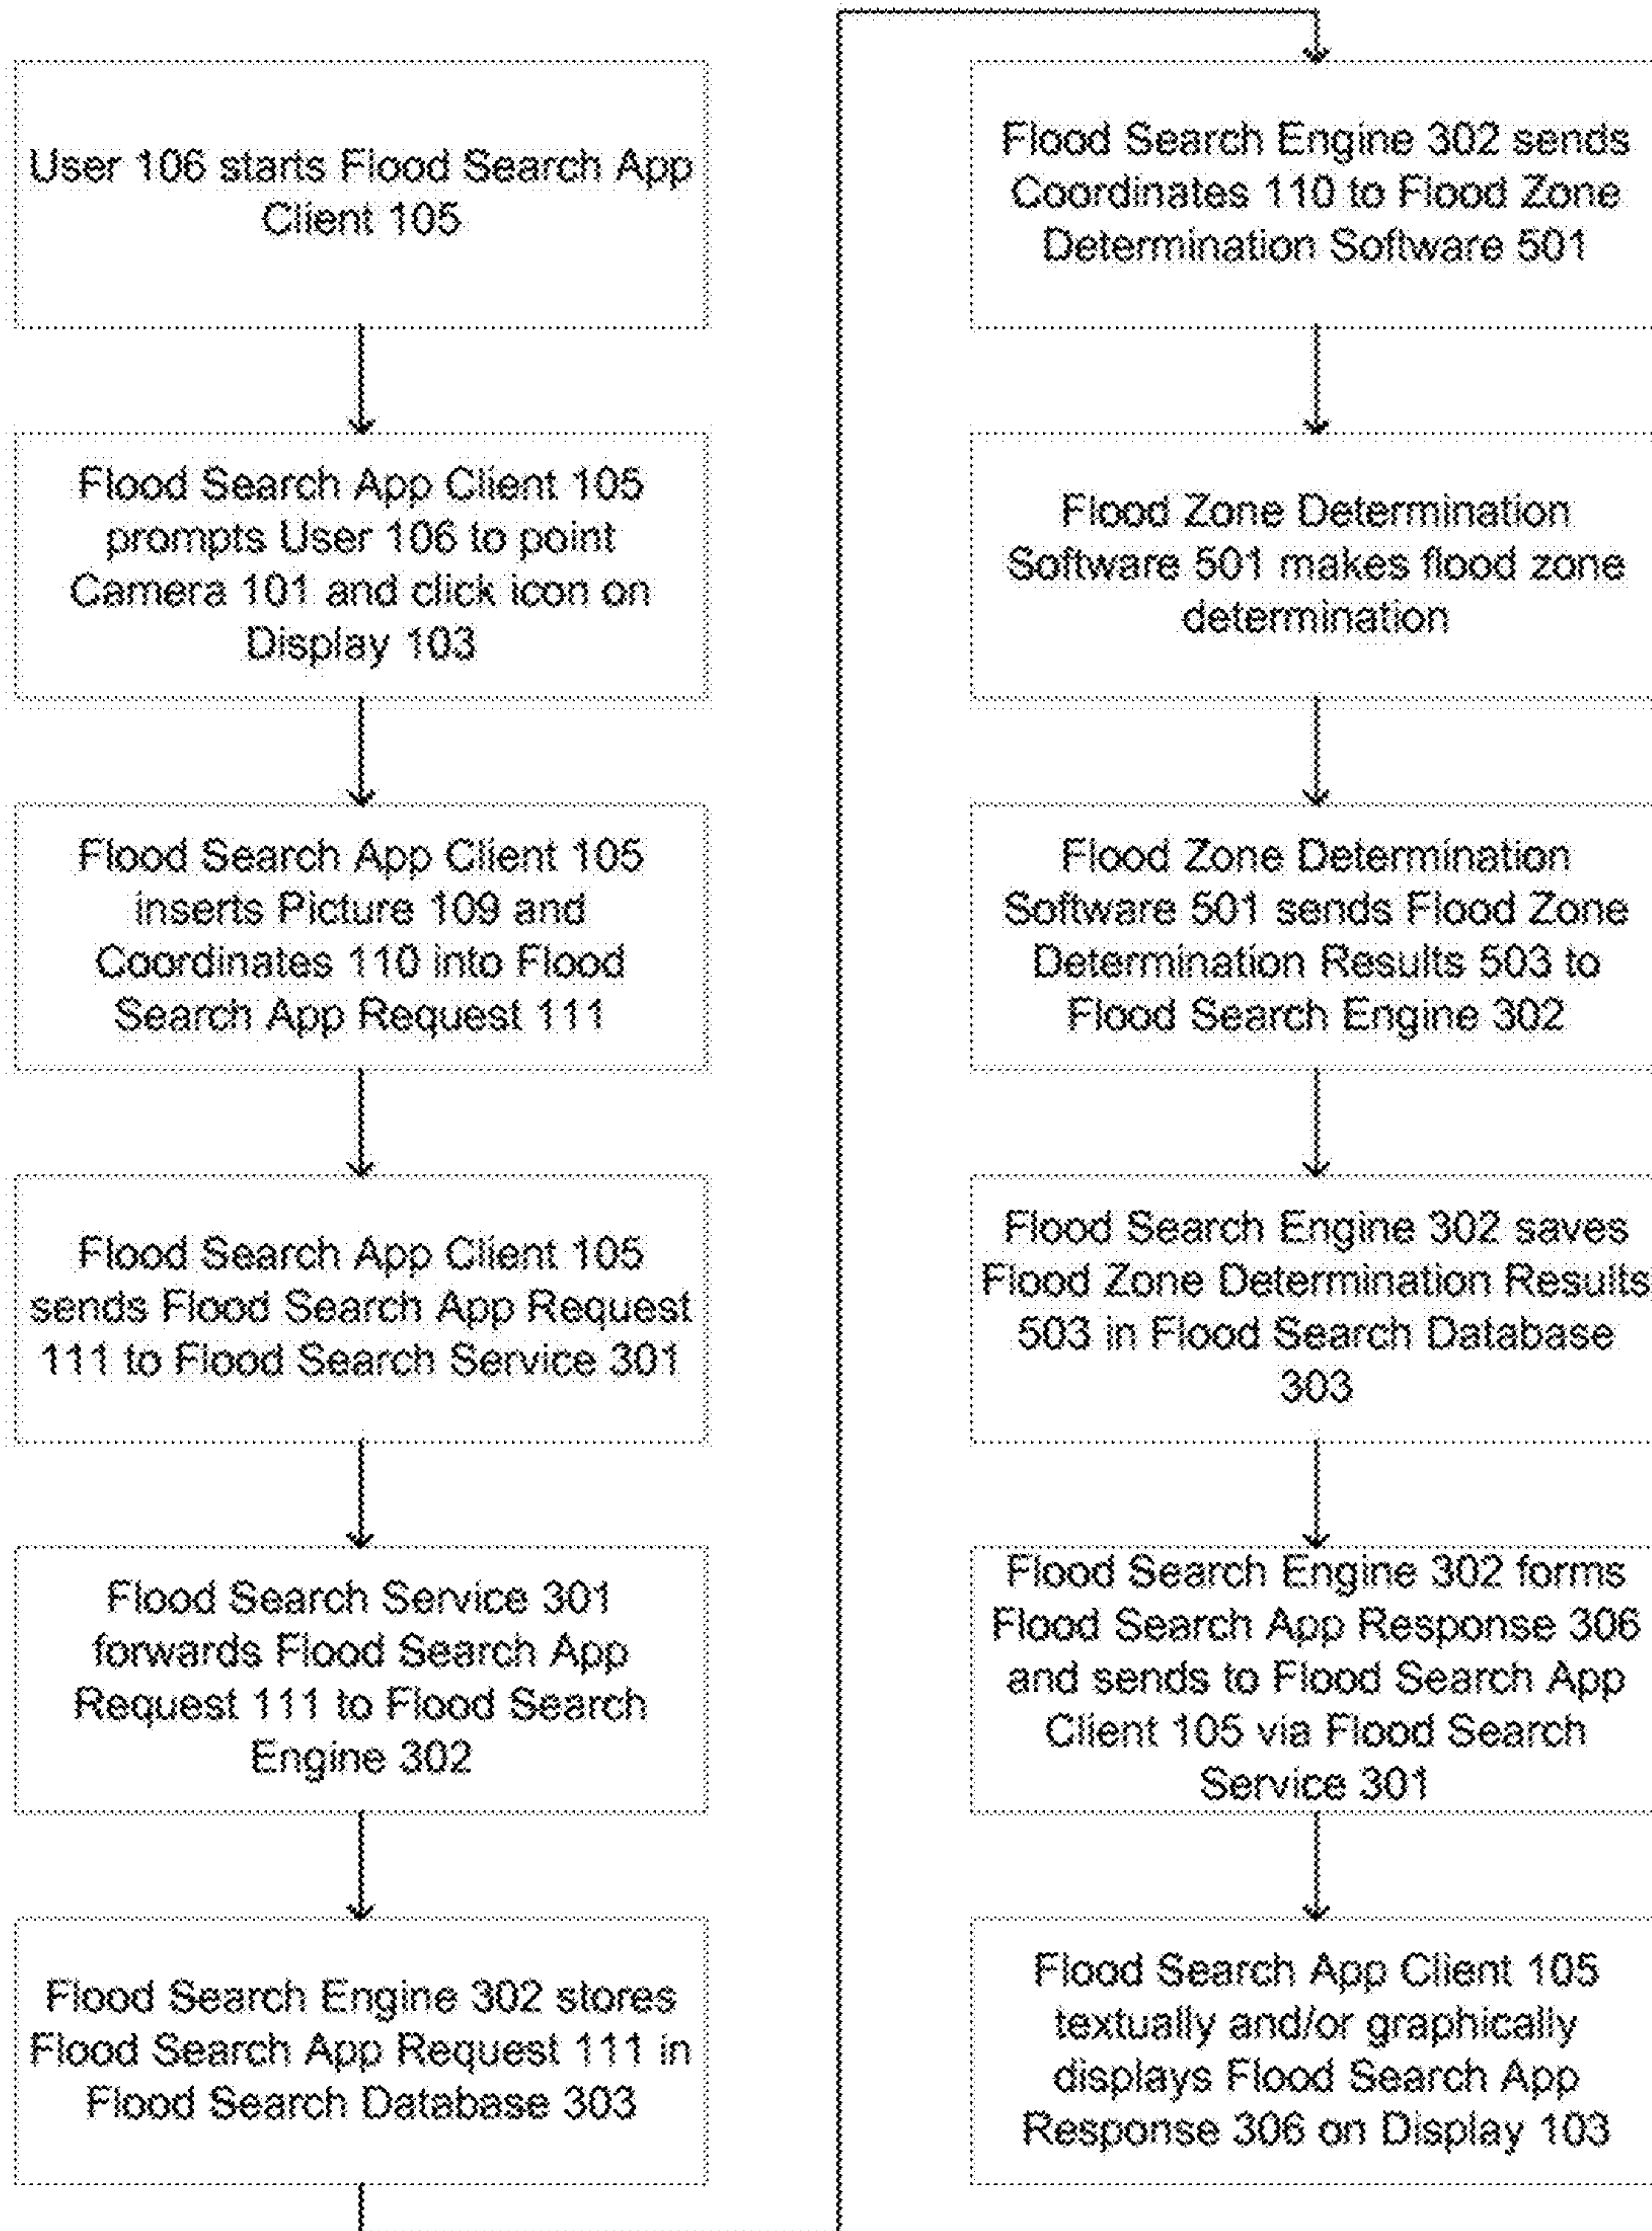 User 106 starts Flood Search App
Client 105
Flood Search App Client 105
prompts User 106 to point
Camera 101 and click icon on
Display 103
Flood Search App Client 105
inserts Picture 109 and
Coordinates 110 into Flood
Search App Request 111
Flood Search App Client 105
sends Flood Search App Request
111 to Flood Search Service 301
Flood Search Service 301
forwards Flood Search App
Request 111 to Flood Search
Engine 302
Flood Search Engine 302 stores
Flood Search App Request 111 in
Flood Search Database 303
Flood Search Engine 302 sends
Coordinates 110 to Flood Zone
Determination Software 501
Flood Zone Determination
Software 501 makes flood zone
determination
Flood Zone Determination
Software 501 sends Flood Zone
Determination Results 503 to
Flood Search Engine 302
Flood Search Engine 302 saves
Flood Zone Determination Results
503 in Flood Search Database
303
Flood Search Engine 302 forms
Flood Search App Response 306
and sends to Flood Search App
Client 105 via Flood Search
Service 301
Flood Search App Client 105
textually and/or graphically
displays Flood Search App
Response 306 on Display 103